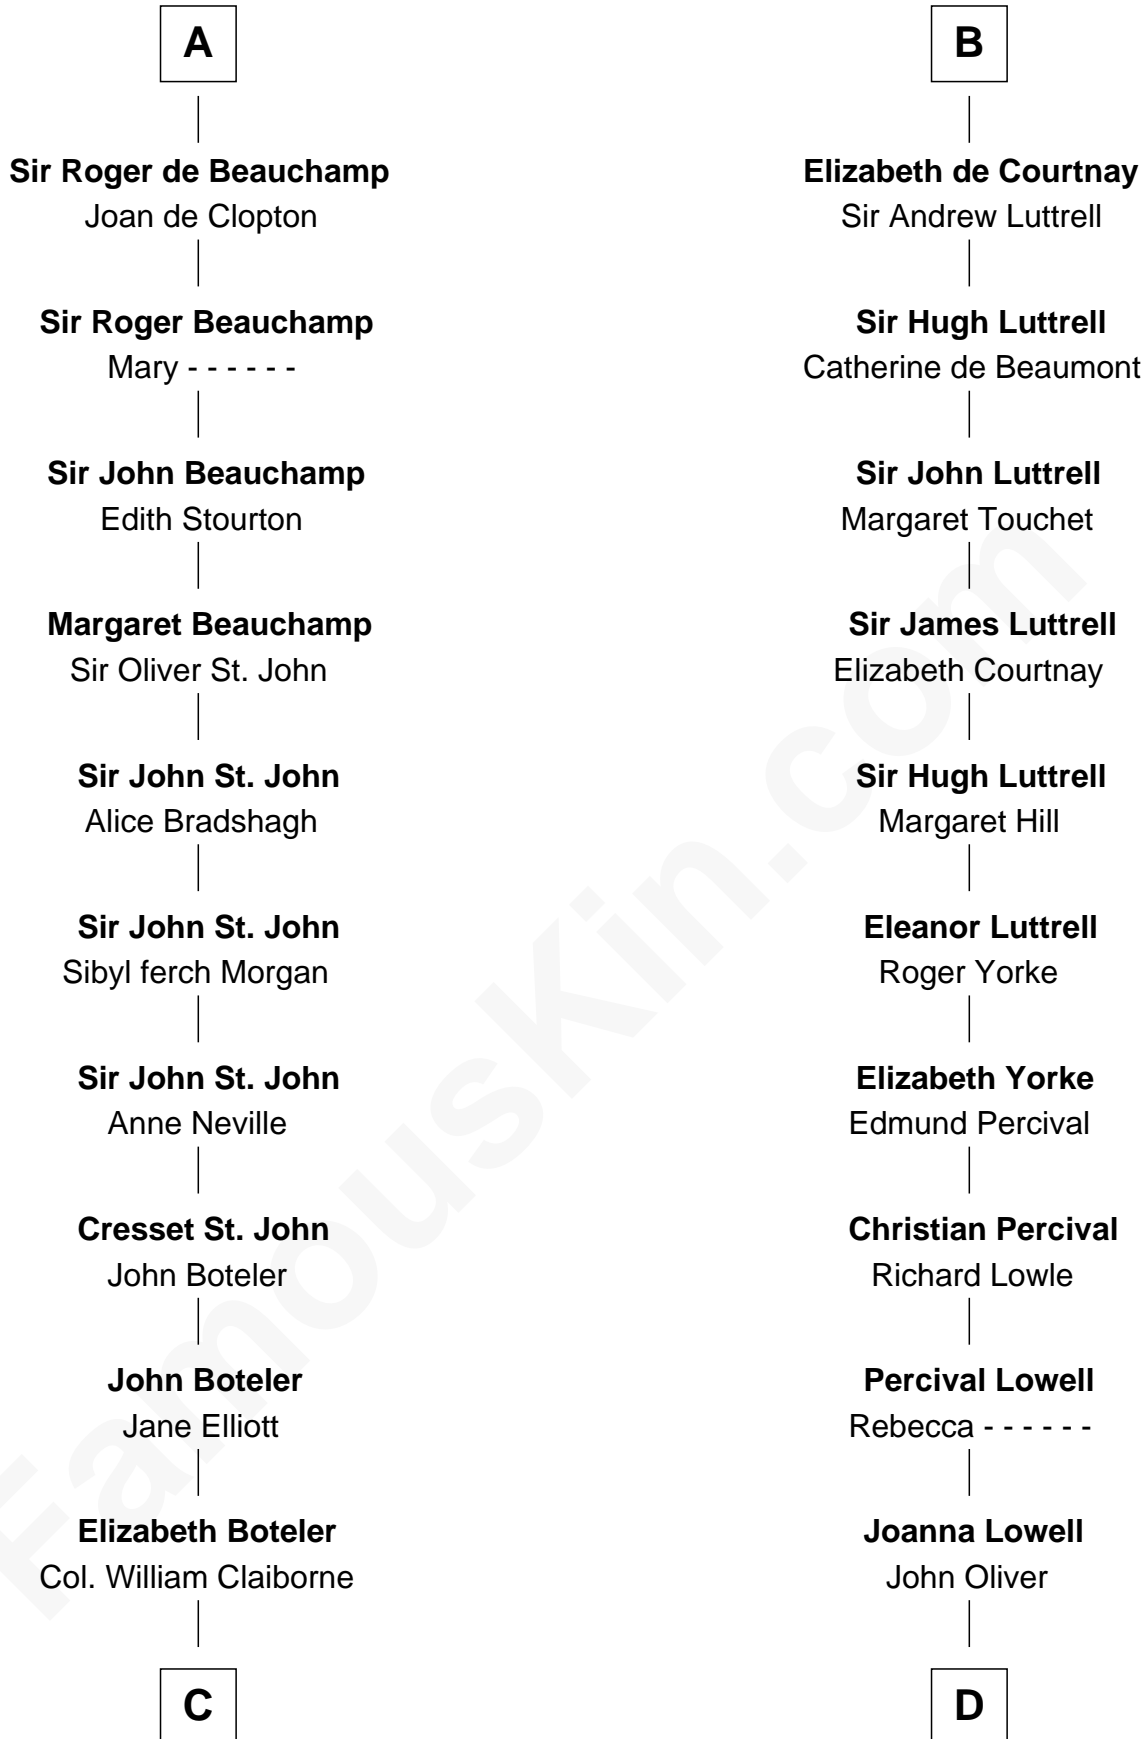 A
Sir Roger de Beauchamp
Joan de Clopton
Sir Roger Beauchamp
Mary - - - - - -
Sir John Beauchamp
Edith Stourton
Margaret Beauchamp
Sir Oliver St. John
Sir John St. John
Alice Bradshagh
Sir John St. John
Sibyl ferch Morgan
Sir John St. John
Anne Neville
Cresset St. John
John Boteler
John Boteler
Jane Elliott
Elizabeth Boteler
Col. William Claiborne
C
B
Elizabeth de Courtnay
Sir Andrew Luttrell
Sir Hugh Luttrell
Catherine de Beaumont
Sir John Luttrell
Margaret Touchet
Sir James Luttrell
Elizabeth Courtnay
Sir Hugh Luttrell
Margaret Hill
Eleanor Luttrell
Roger Yorke
Elizabeth Yorke
Edmund Percival
Christian Percival
Richard Lowle
Percival Lowell
Rebecca - - - - - -
Joanna Lowell
John Oliver
D
FamousKin.com